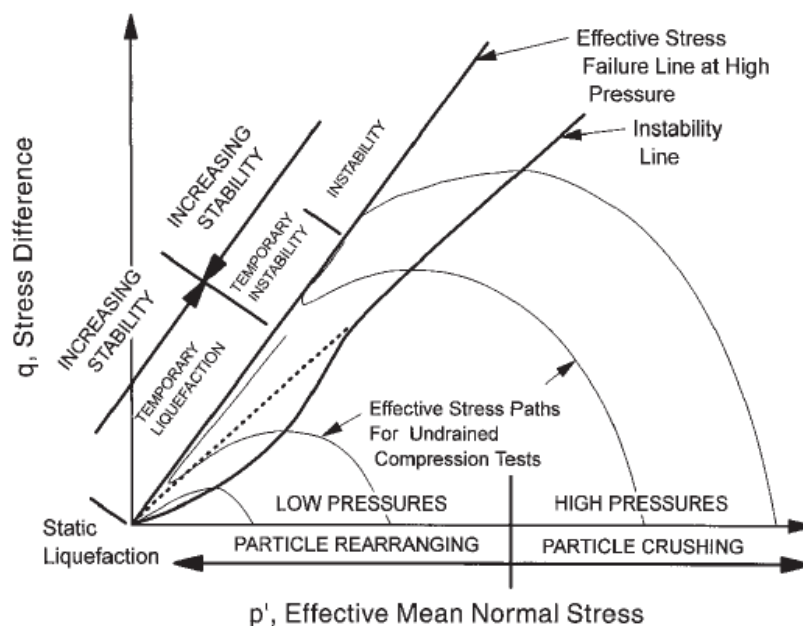 Effective Stress
Failure Line at High
Pressure
Instability
Line
INCREASING
STABILITY
INSTABILITY
TEMPORARY
INSTABILITY
INCREASING
STABILITY
TEMPORARY
LIQUEFACTION
q, Stress Difference
Effective Stress Paths
For Undrained
Compression Tests
LOW PRESSURES
HIGH PRESSURES
Static
Liquefaction
PARTICLE REARRANGING
PARTICLE CRUSHING
p', Effective Mean Normal Stress